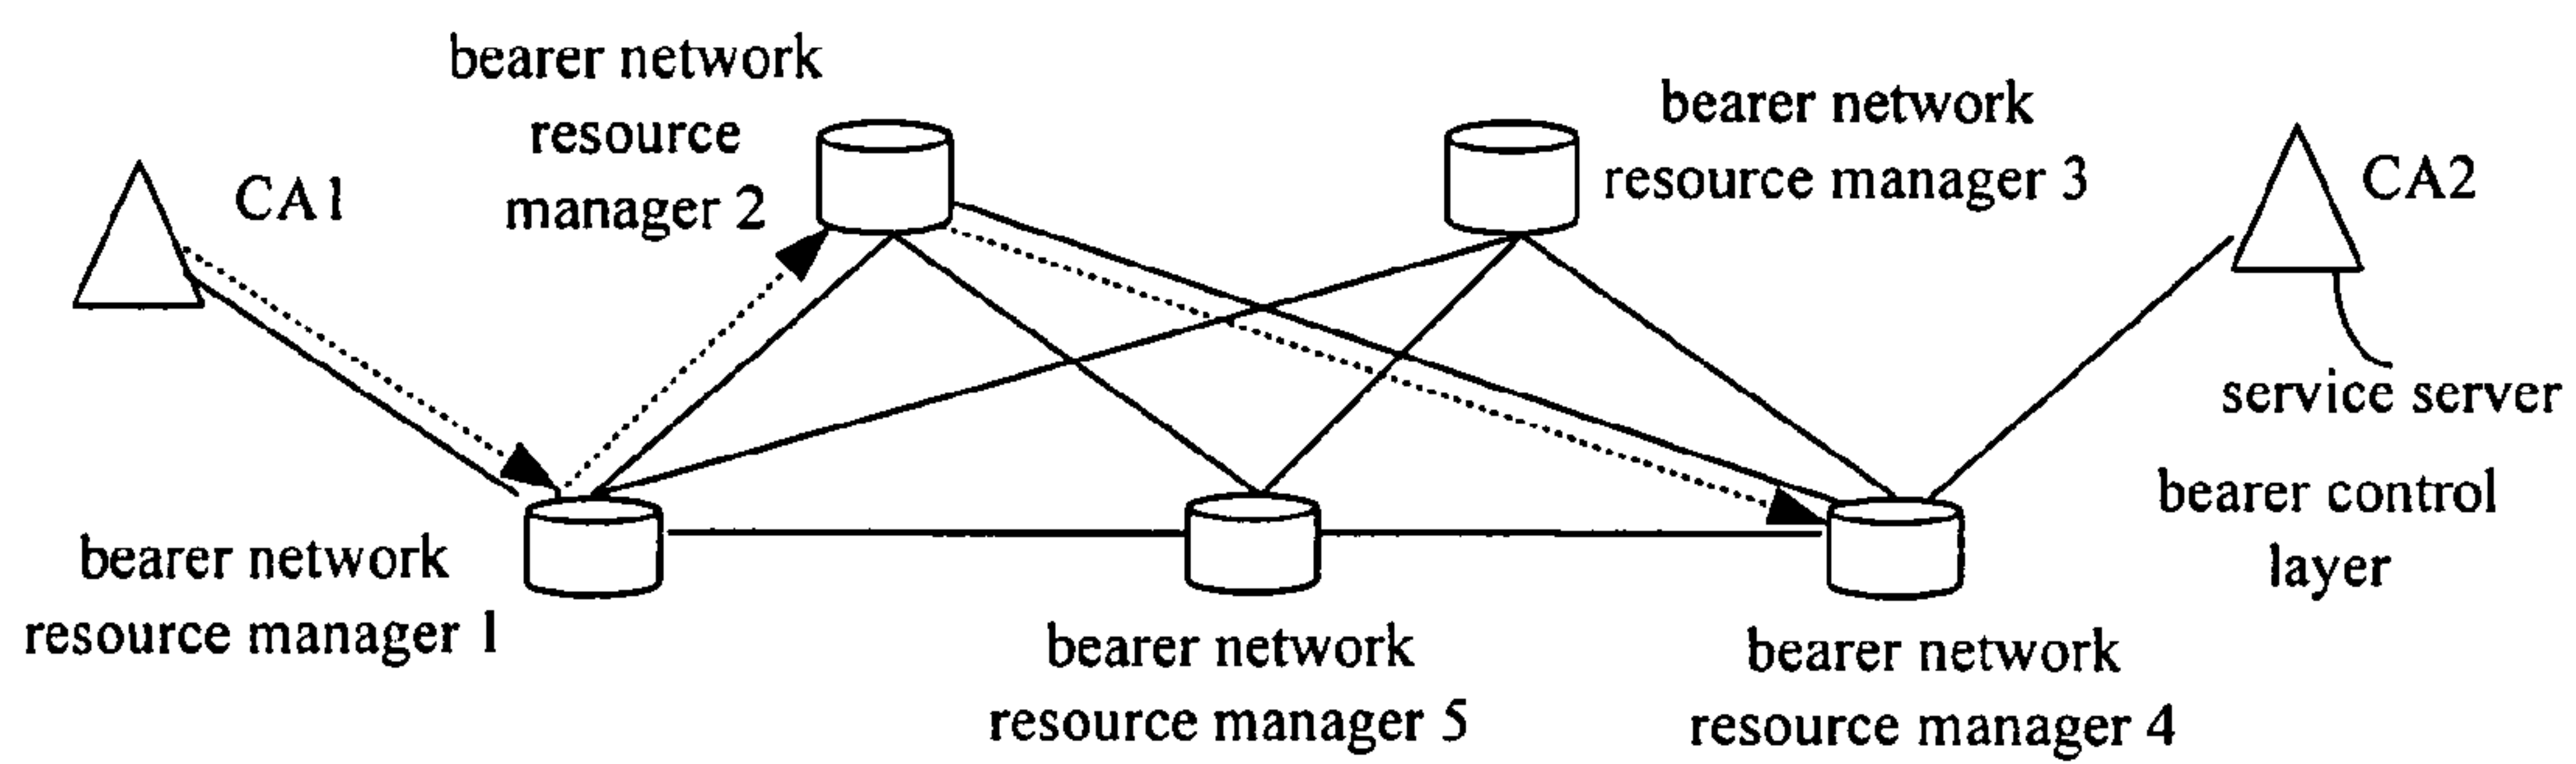 bearer network
resource
manager 2
bearer network
resource manager 3
CA1
CA2
service server
bearer control
layer
bearer network
resource manager 1
bearer network
resource manager 5
bearer network
resource manager 4